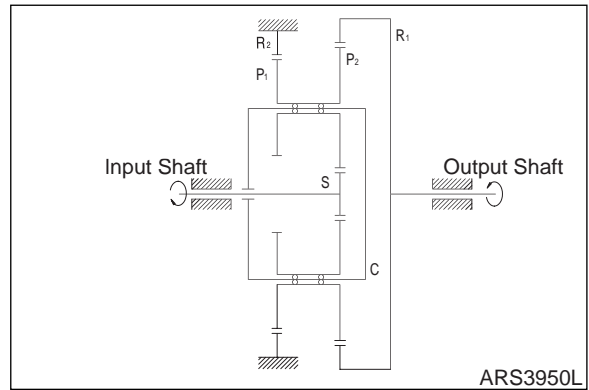 R2
R1
P1
P2
Input Shaft
S
Output Shaft
C
ARS3950L